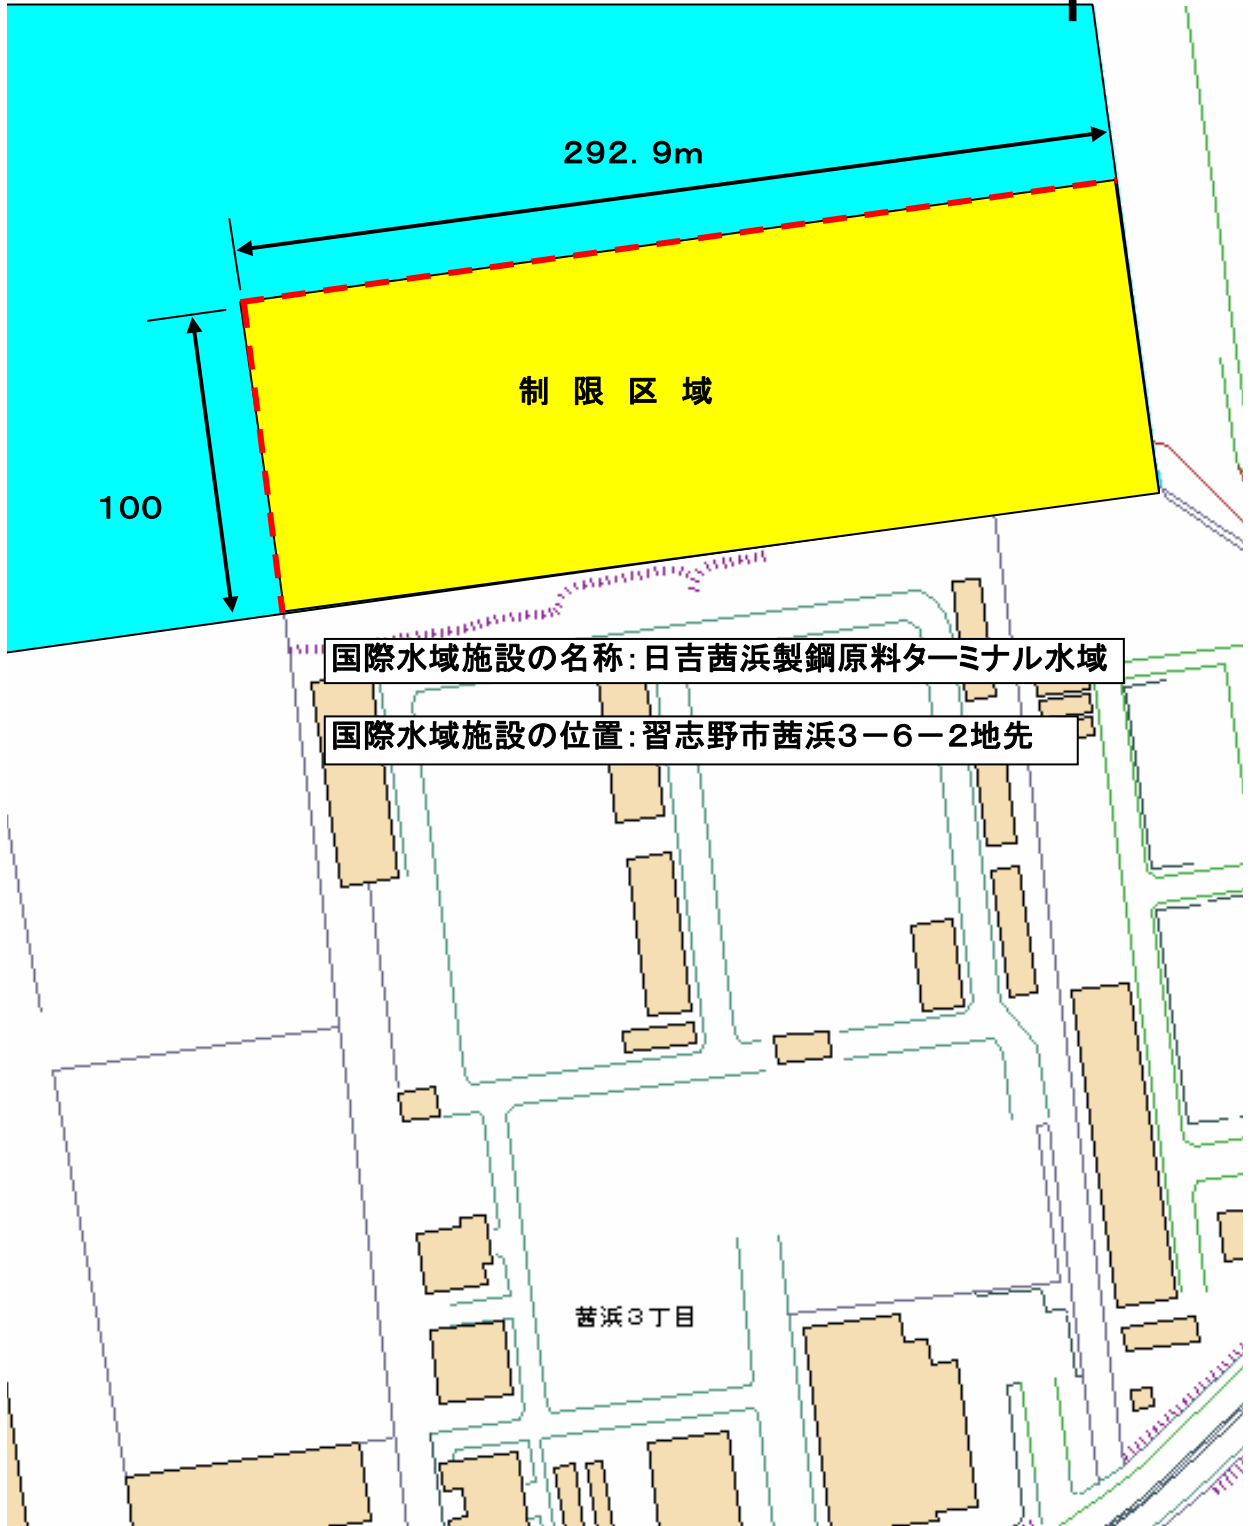 292.9m
制 限 区 域
100
国際水域施設の名称:日吉茜浜製鋼原料ターミナル水域
国際水域施設の位置:習志野市茜浜3-6-2地先
茜浜3丁目